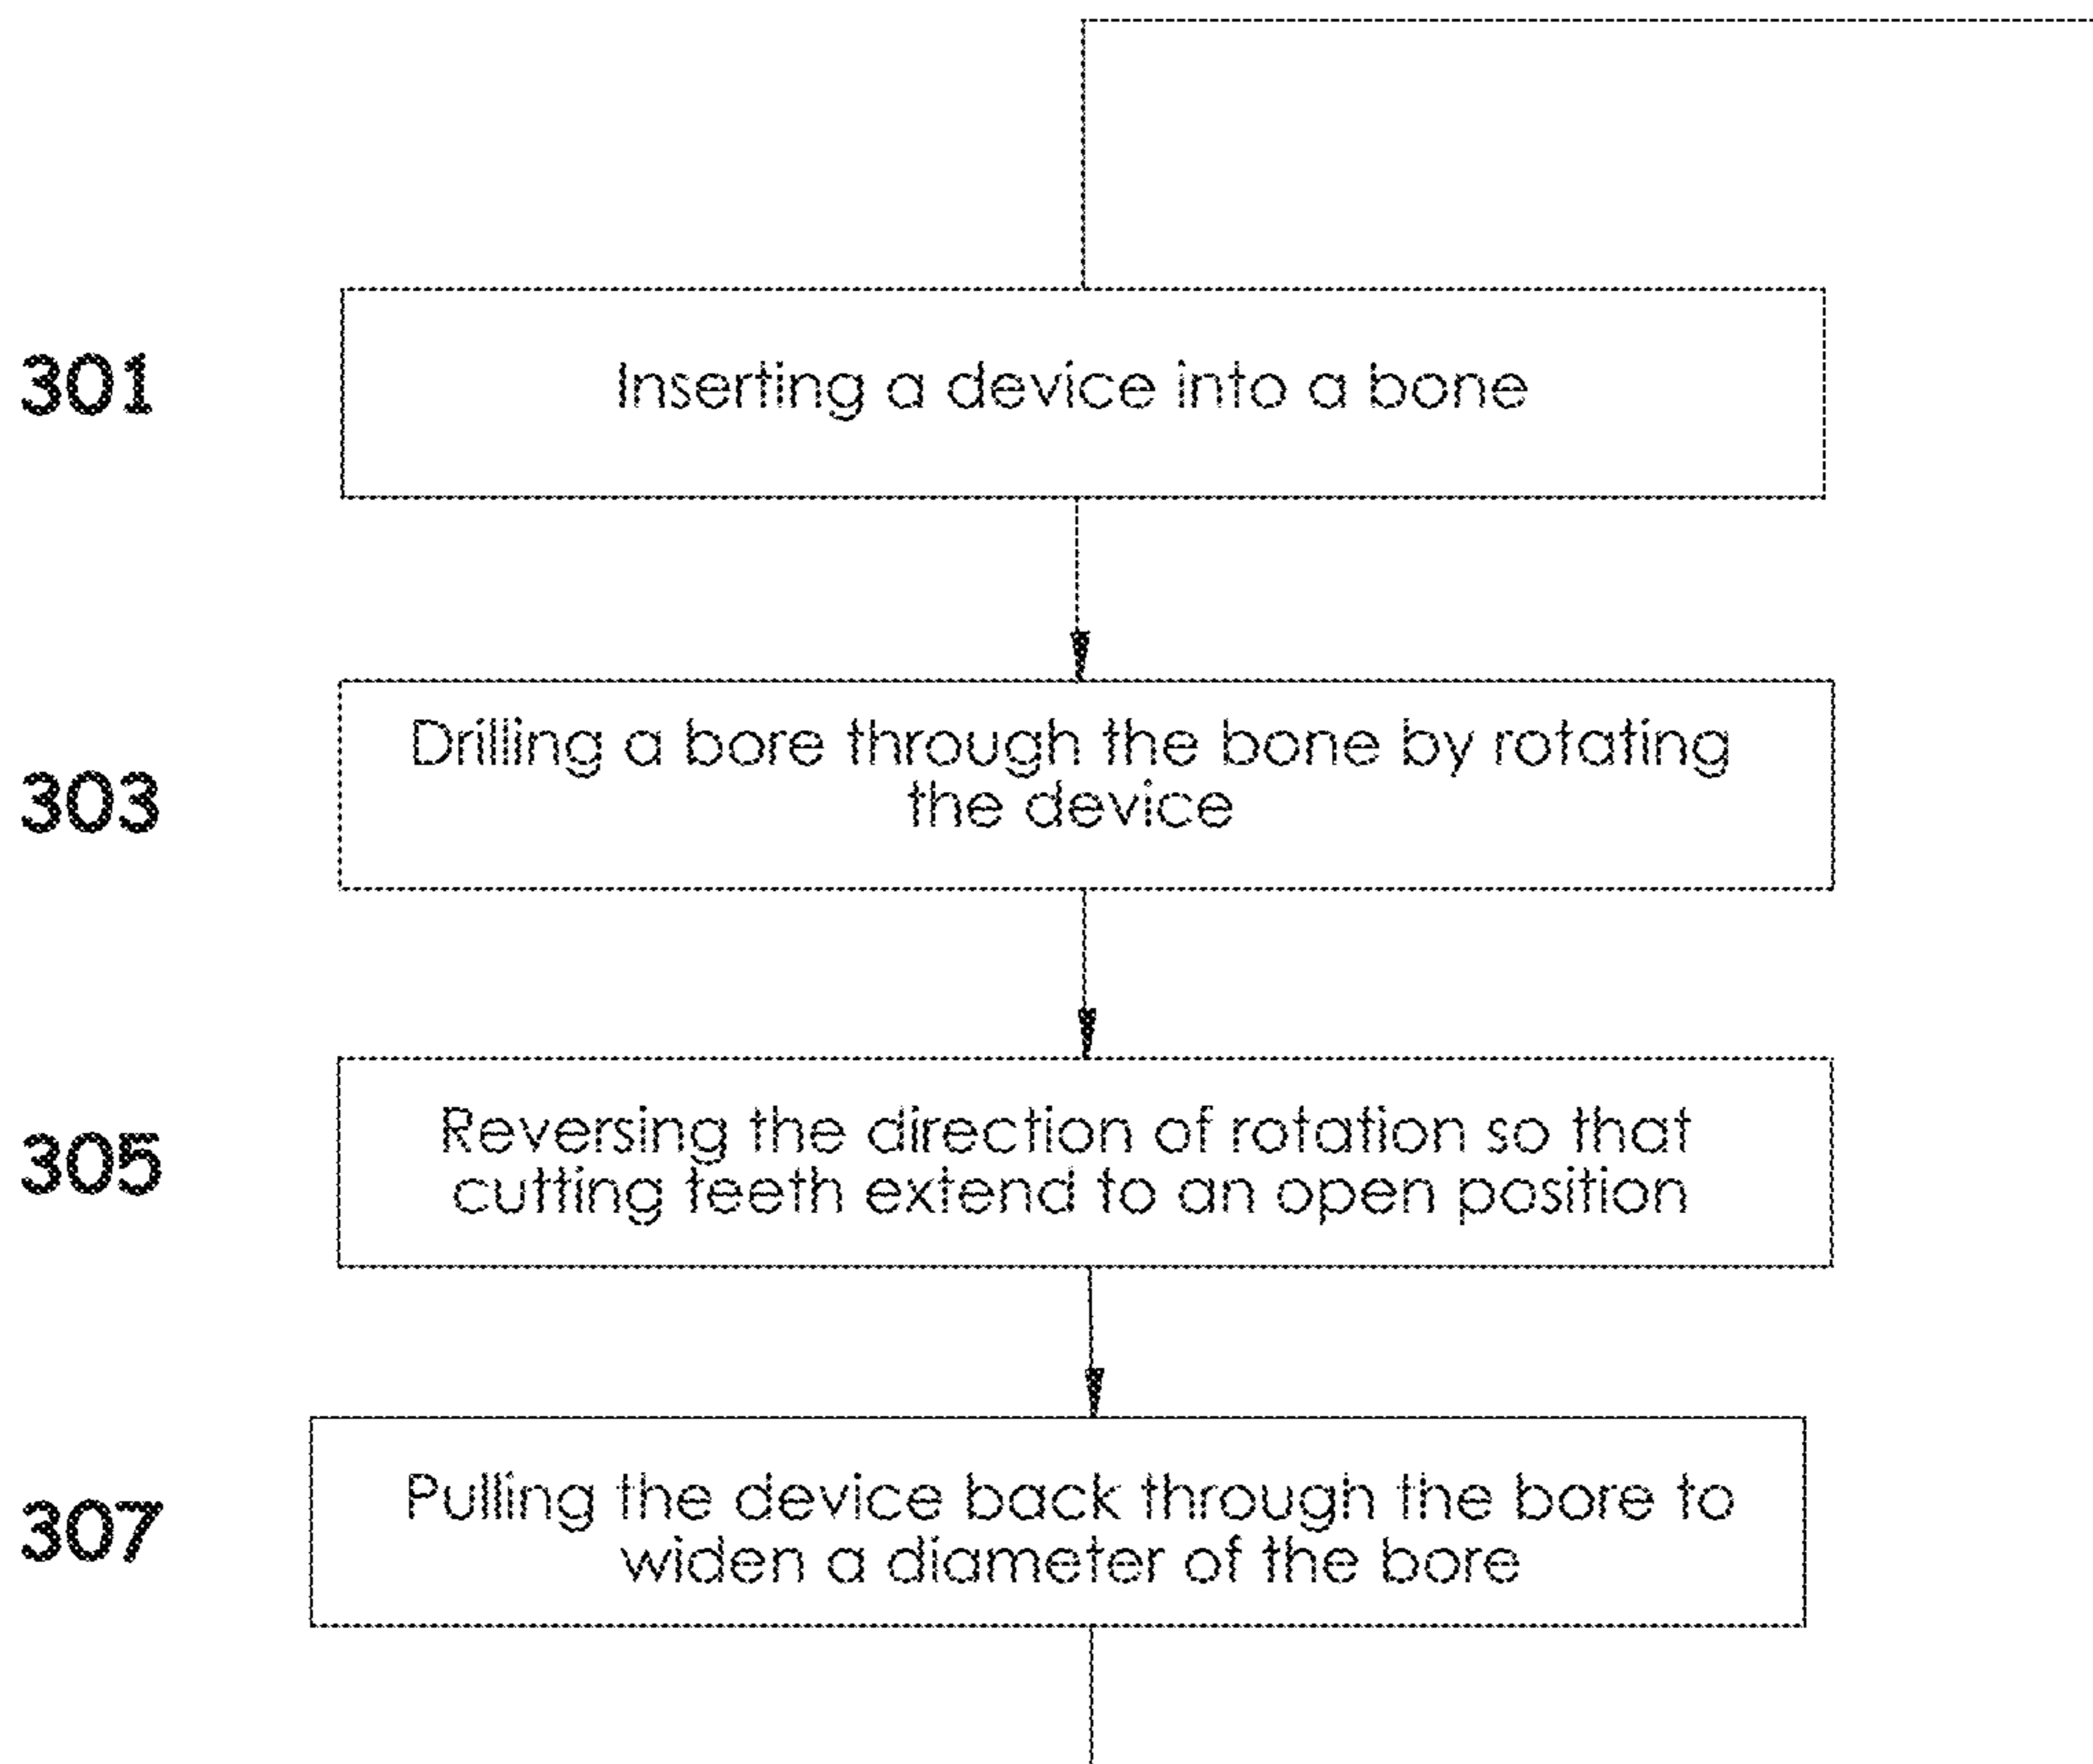 301
Inserting a device into a bone
303
Drilling a bore through the bone by rotating
the device
305
Reversing the direction of rotation so that
cutting teeth extend to an open position
307
Pulling the device back through the bore to
widen a diameter of the bore